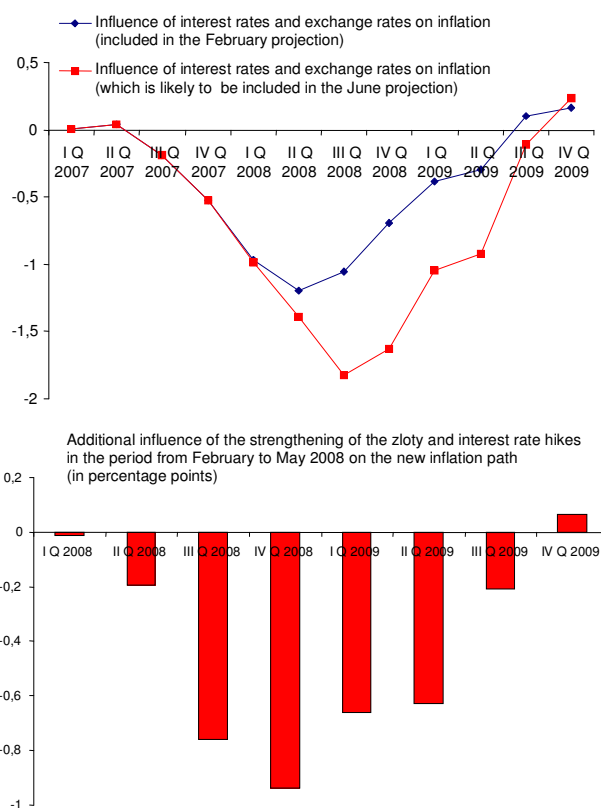 Influence of interest rates and exchange rates on inflation
(included in the February projection)
Influence of interest rates and exchange rates on inflation
(which is likely to be included in the June projection)
0,5
0
-0,5
-1
-1,5
-2
I Q II Q III Q IV Q I Q II Q III Q IV Q I Q II Q III Q IV Q
2007 2007 2007 2007 2008 2008 2008 2008 2009 2009 2009 2009
Additional influence of the strengthening of the zloty and interest rate hikes
in the period from February to May 2008 on the new inflation path
(in percentage points)
0,2
0
-0,2
-0,4
-0,6
-0,8
-1
I Q 2008 II Q 2008 III Q 2008 IV Q 2008 I Q 2009 II Q 2009 III Q 2009 IV Q 2009